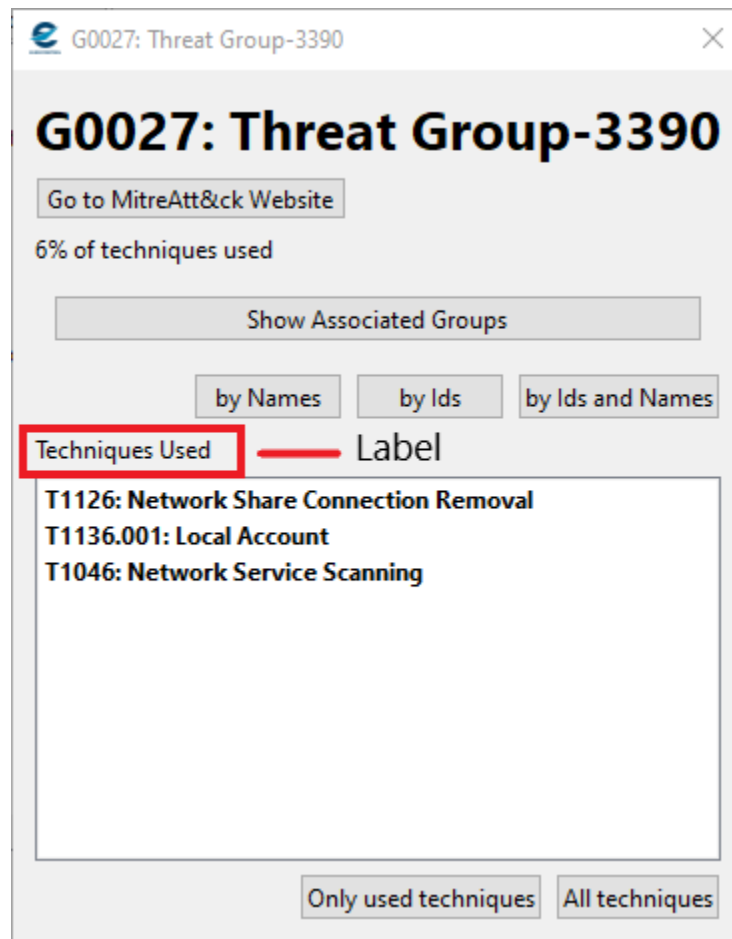 G0027: Threat Group-3390
G0027: Threat Group-3390
Go to MitreAtt&ck Website
6% of techniques used
Show Associated Groups
by Names by Ids by Ids and Names
Techniques Used Label
T1126: Network Share Connection Removal
T1136.001: Local Account
T1046: Network Service Scanning
Only used techniques All techniques